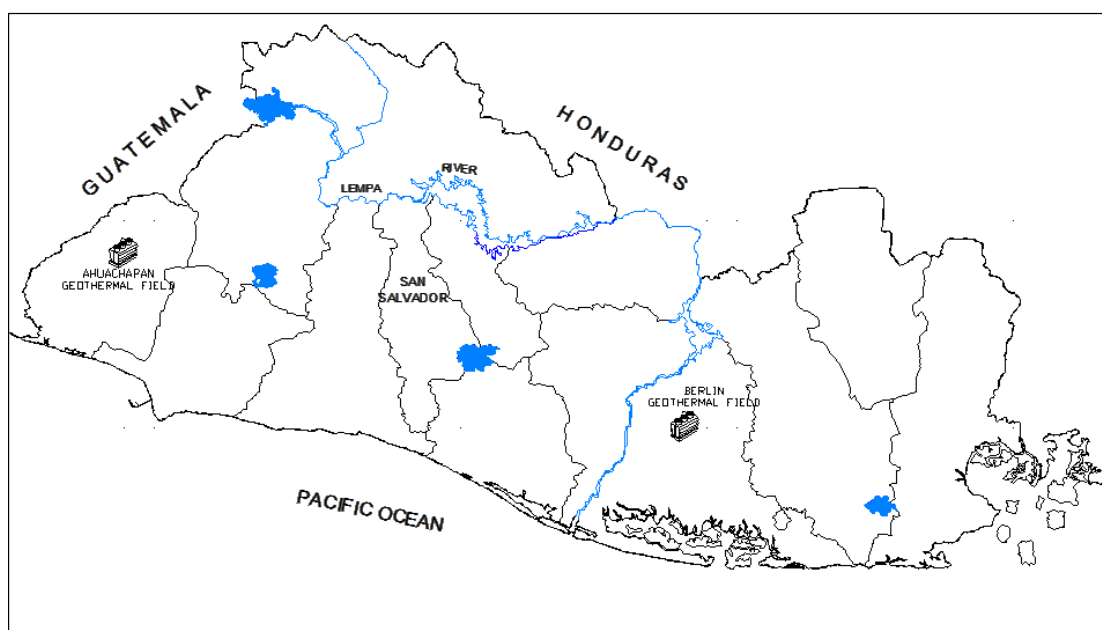 GUATEMALA
HONDURAS
RIVER
LEMPA
AHUACHAPAN
GEOTHERMAL FIELD
SAN
SALVADOR
BERLIN
GEOTHERMAL FIELD
PACIFIC OCEAN